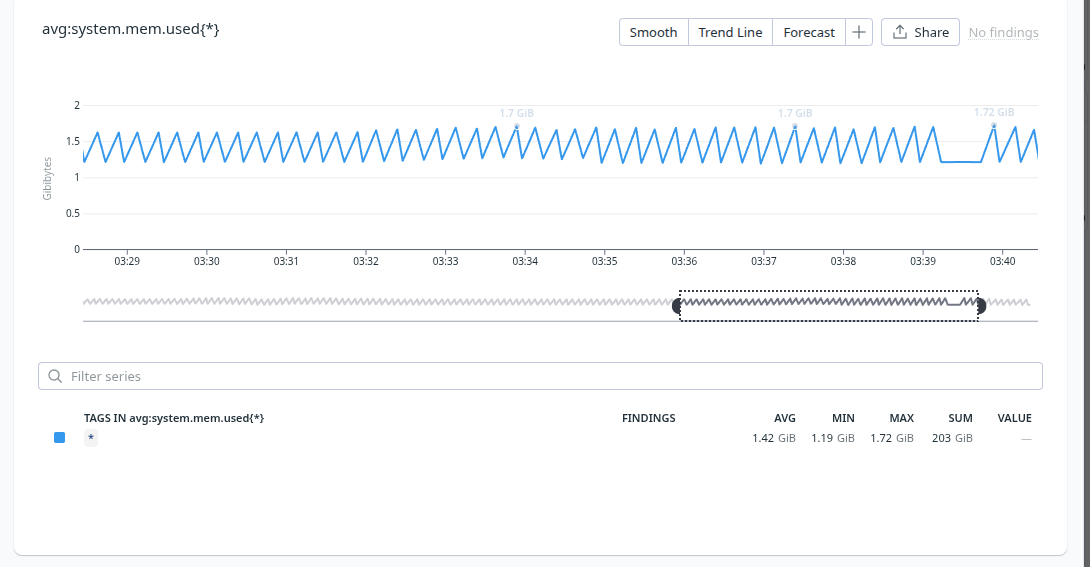 avg:system.mem.used{*}
Smooth Trend Line Forecast Share No findings
1.7 GiB 1.7 GiB 1.72 GiB
2
1.5
1
0.5
0
Gibibytes
03:29 03:30 03:31 03:32 03:33 03:34 03:35 03:36 03:37 03:38 03:39 03:40
Filter series
TAGS IN avg:system.mem.used{*} FINDINGS AVG MIN MAX SUM VALUE
* 1.42 GiB 1.19 GiB 1.72 GiB 203 GiB —